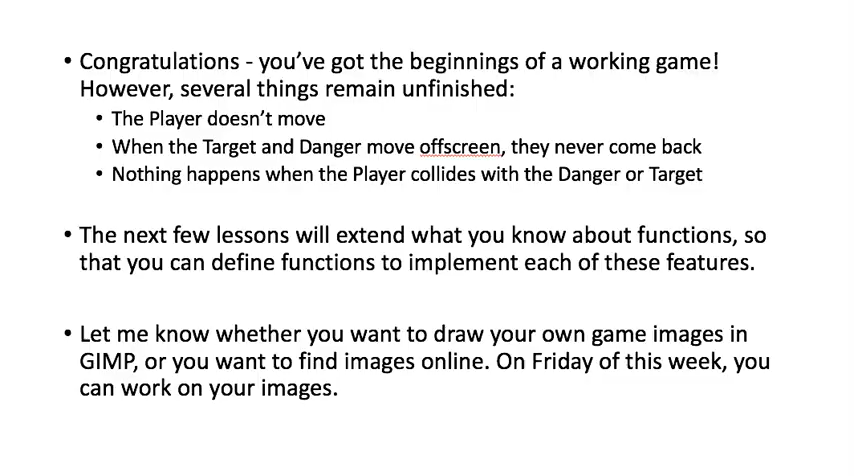 • Congratulations - you’ve got the beginnings of a working game!
However, several things remain unfinished:
• The Player doesn’t move
• When the Target and Danger move offscreen, they never come back
• Nothing happens when the Player collides with the Danger or Target
• The next few lessons will extend what you know about functions, so
that you can define functions to implement each of these features.
• Let me know whether you want to draw your own game images in
GIMP, or you want to find images online. On Friday of this week, you
can work on your images.